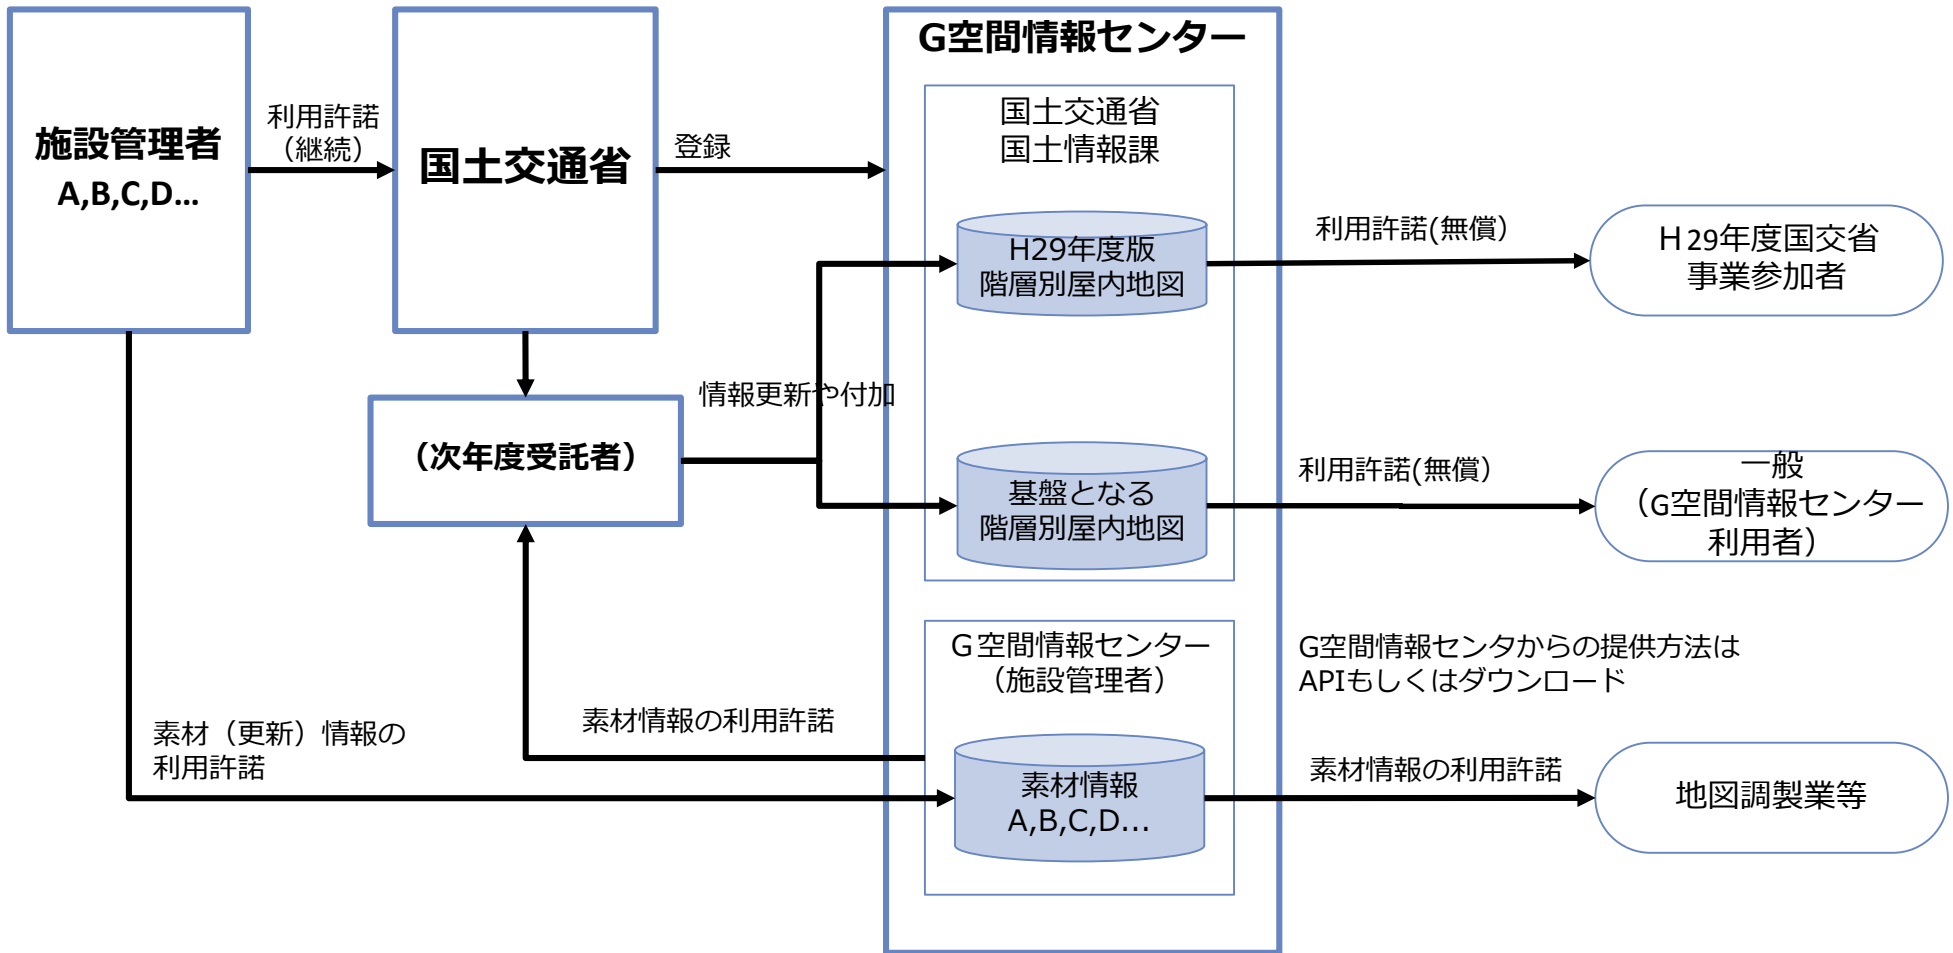 施設管理者
A,B,C,D…
利用許諾
（継続）
国土交通省
登録
G空間情報センター
国土交通省
国土情報課
H29年度版
階層別屋内地図
利用許諾(無償）
Ｈ29年度国交省
事業参加者
（次年度受託者）
情報更新や付加
基盤となる
階層別屋内地図
利用許諾(無償）
一般
（G空間情報センター
利用者）
Ｇ空間情報センター
（施設管理者）
G空間情報センタからの提供方法は
APIもしくはダウンロード
素材（更新）情報の
利用許諾
素材情報の利用許諾
素材情報
A,B,C,D…
素材情報の利用許諾
地図調製業等